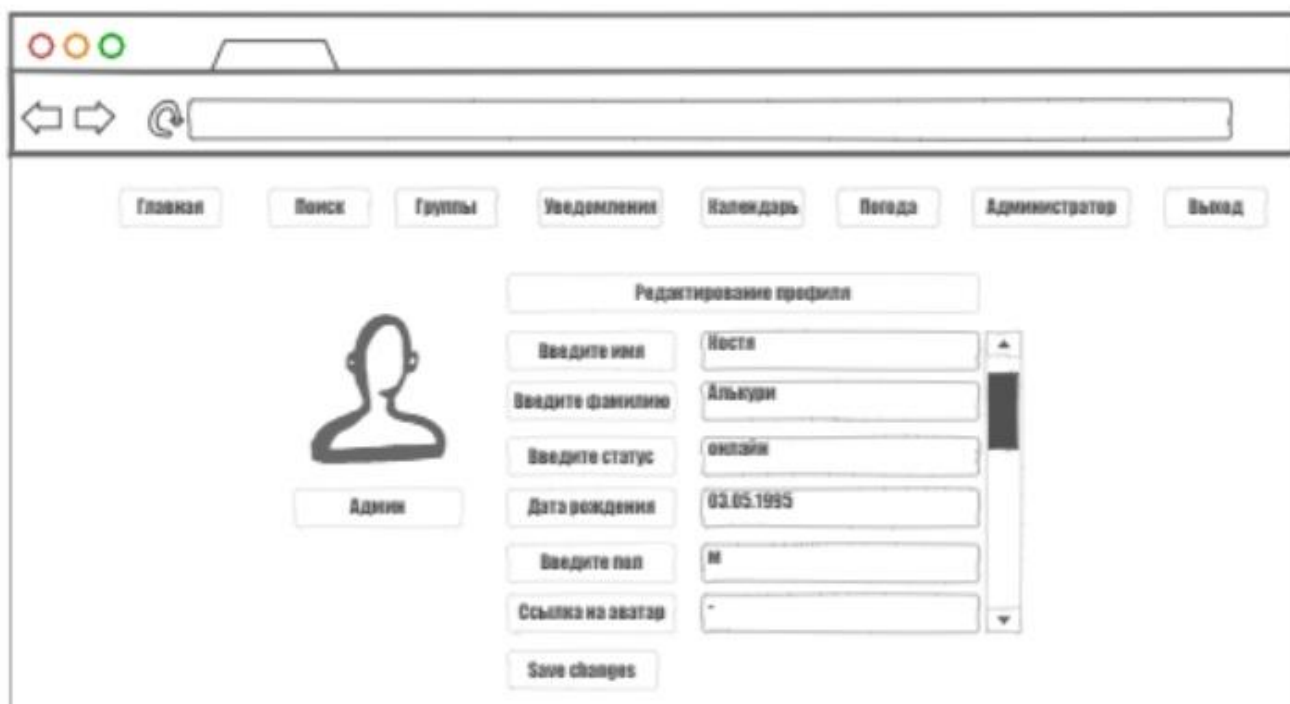 Главная Поиск Группы Уведомления Календарь Погода Администратор Выход
Редактирование профиля
Введите имя Костя
Введите фамилию Алькури
Введите статус онлайн
Админ Дата рождения 03.05.1995
Введите пол м
Ссылка на аватар -
Save changes